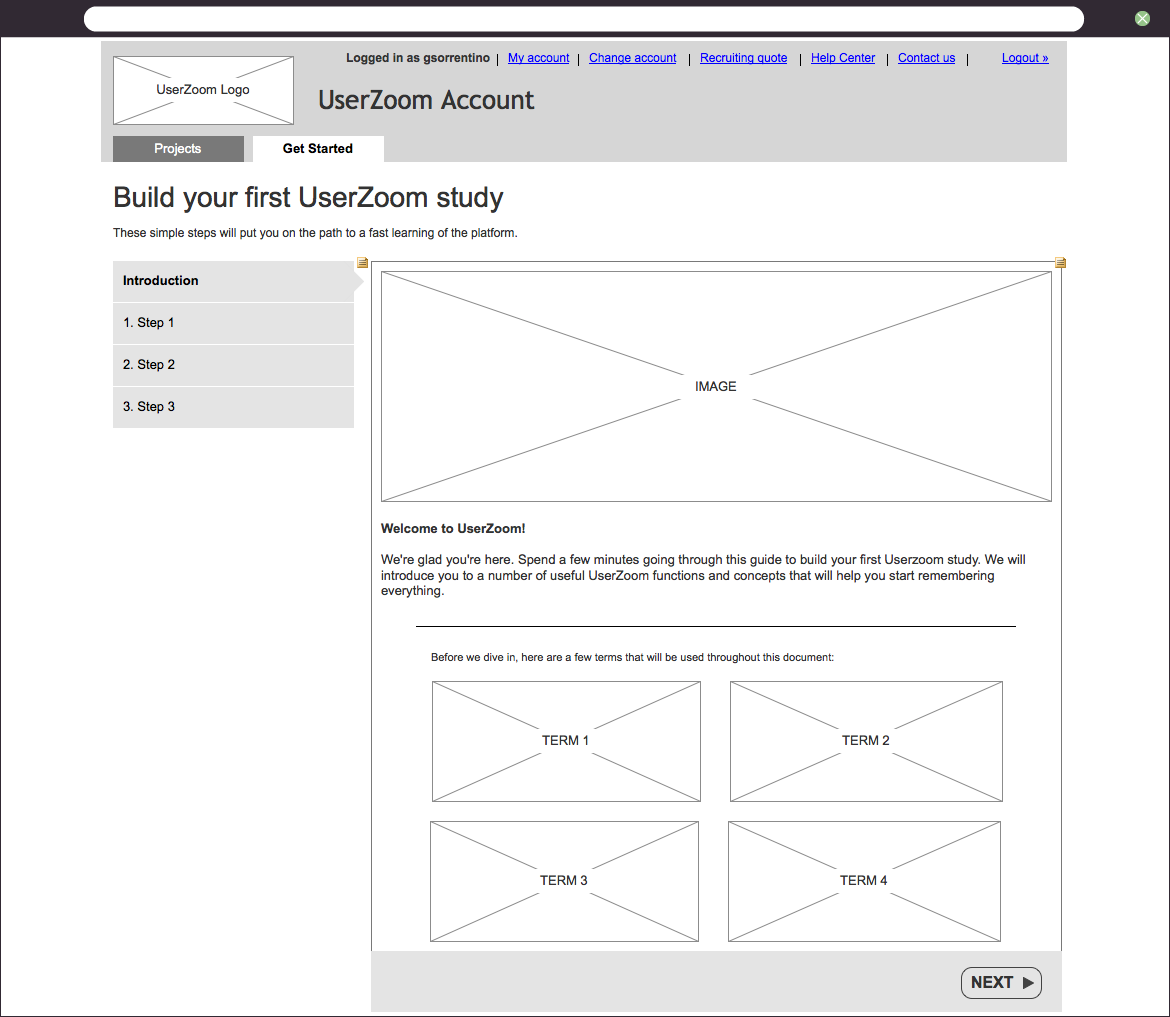 Logged in as gsorrentino | My account | Change account | Recruiting quote | Help Center | Contact us | Logout »
UserZoom Logo
UserZoom Account
Projects
Get Started
Build your first UserZoom study
These simple steps will put you on the path to a fast learning of the platform.
Introduction
1. Step 1
2. Step 2
3. Step 3
IMAGE
Welcome to UserZoom!
We're glad you're here. Spend a few minutes going through this guide to build your first Userzoom study. We will
introduce you to a number of useful UserZoom functions and concepts that will help you start remembering
everything.
Before we dive in, here are a few terms that will be used throughout this document:
TERM 1
TERM 2
TERM 3
TERM 4
NEXT